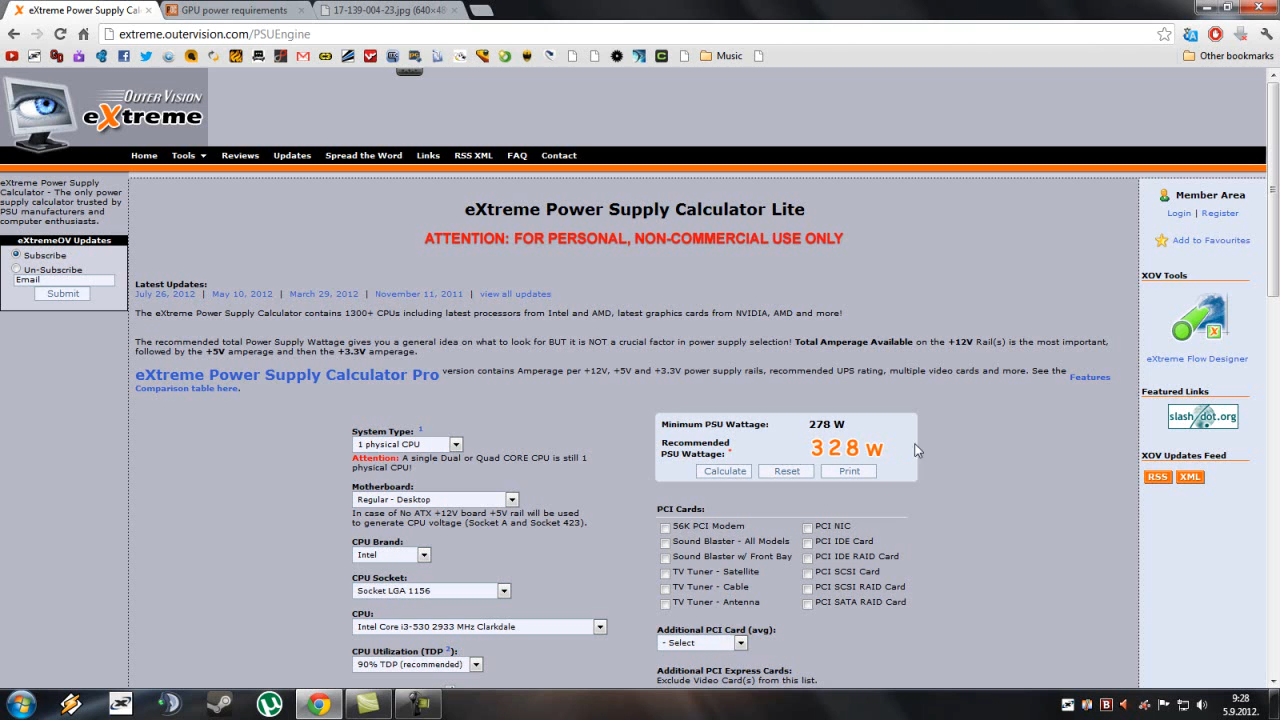 eXtreme Power Supply Cal
GPU power requirements
17-139-004-23.jpg (640×48
extreme.outervision.com/PSUEngine
Music
Other bookmarks
OUTERVISION
eXtreme
Home
Tools
Reviews
Updates
Spread the Word
Links
RSS XML
FAQ
Contact
eXtreme Power Supply
Calculator - The only power
supply calculator trusted by
PSU manufacturers and
computer enthusiasts.
eXtremeOV Updates
Subscribe
Un-Subscribe
Email
Submit
eXtreme Power Supply Calculator Lite
ATTENTION: FOR PERSONAL, NON-COMMERCIAL USE ONLY
Latest Updates:
July 26, 2012 | May 10, 2012 | March 29, 2012 | November 11, 2011 | view all updates
The eXtreme Power Supply Calculator contains 1300+ CPUs including latest processors from Intel and AMD, latest graphics cards from NVIDIA, AMD and more!
The recommended total Power Supply Wattage gives you a general idea on what to look for BUT it is NOT a crucial factor in power supply selection! Total Amperage Available on the +12V Rail(s) is the most important,
followed by the +5V amperage and then the +3.3V amperage.
eXtreme Power Supply Calculator Pro version contains Amperage per +12V, +5V and +3.3V power supply rails, recommended UPS rating, multiple video cards and more. See the Features
Comparison table here.
System Type: 1
1 physical CPU
Attention: A single Dual or Quad CORE CPU is still 1
physical CPU!
Motherboard:
Regular - Desktop
In case of No ATX +12V board +5V rail will be used
to generate CPU voltage (Socket A and Socket 423).
CPU Brand:
Intel
CPU Socket:
Socket LGA 1156
CPU:
Intel Core i3-530 2933 MHz Clarkdale
CPU Utilization (TDP 2):
90% TDP (recommended)
Minimum PSU Wattage: 278 W
Recommended
PSU Wattage: * 328 W
Calculate
Reset
Print
PCI Cards:
56K PCI Modem
PCI NIC
Sound Blaster - All Models
PCI IDE Card
Sound Blaster w/ Front Bay
PCI IDE RAID Card
TV Tuner - Satellite
PCI SCSI Card
TV Tuner - Cable
PCI SCSI RAID Card
TV Tuner - Antenna
PCI SATA RAID Card
Additional PCI Card (avg):
- Select
Additional PCI Express Cards:
Exclude Video Card(s) from this list.
Member Area
Login | Register
Add to Favourites
XOV Tools
eXtreme Flow Designer
Featured Links
slashdot.org
XOV Updates Feed
RSS
XML
9:28
5.9.2012.